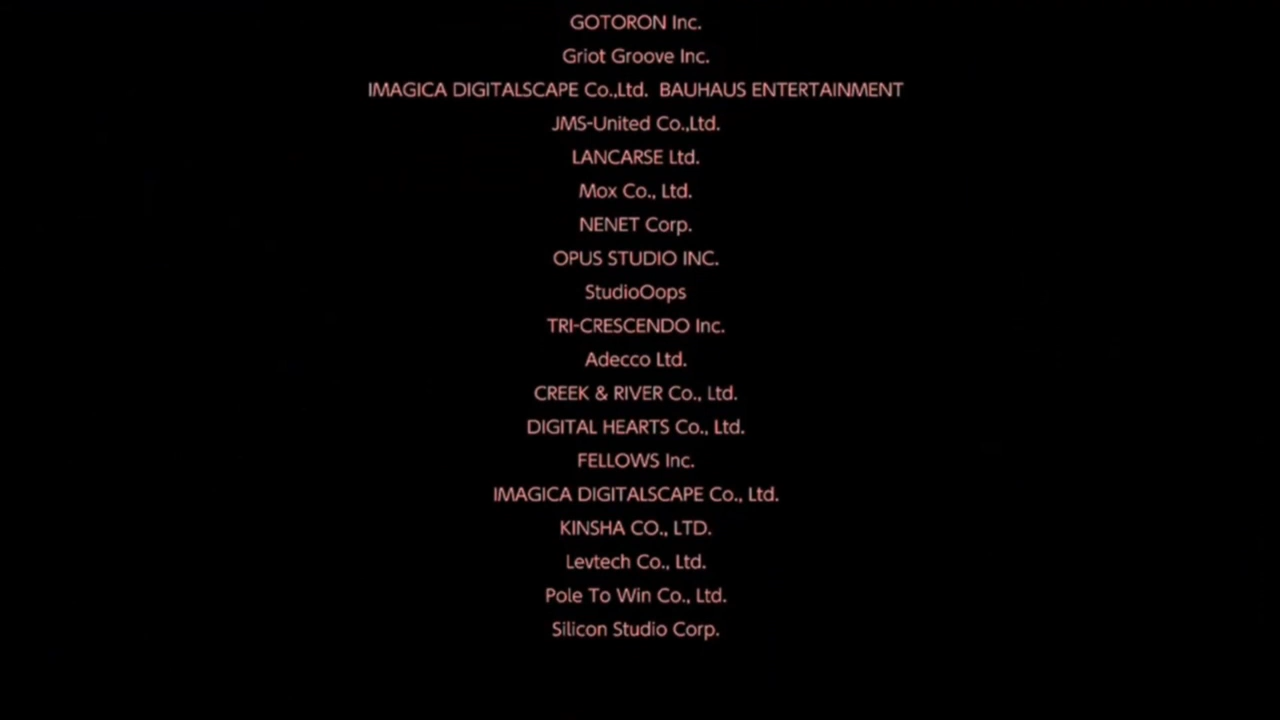 GOTORON Inc.
Griot Groove Inc.
IMAGICA DIGITALSCAPE Co.,Ltd.  BAUHAUS ENTERTAINMENT
JMS-United Co.,Ltd.
LANCARSE Ltd.
Mox Co., Ltd.
NENET Corp.
OPUS STUDIO INC.
StudioOops
TRI-CRESCENDO Inc.
Adecco Ltd.
CREEK & RIVER Co., Ltd.
DIGITAL HEARTS Co., Ltd.
FELLOWS Inc.
IMAGICA DIGITALSCAPE Co., Ltd.
KINSHA CO., LTD.
Levtech Co., Ltd.
Pole To Win Co., Ltd.
Silicon Studio Corp.